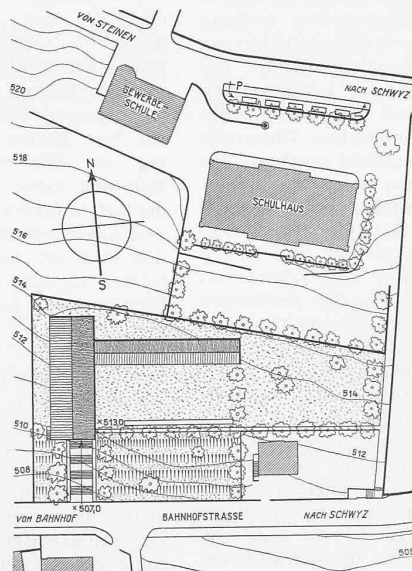 VON STEINEN
P
NACH SCHWYZ
520
GEWERBE-
SCHULE
518
N
SCHULHAUS
516
S
514
512
514
510
×513,0
508
512
×507,0
VOM BAHNHOF
BAHNHOFSTRASSE
NACH SCHWYZ